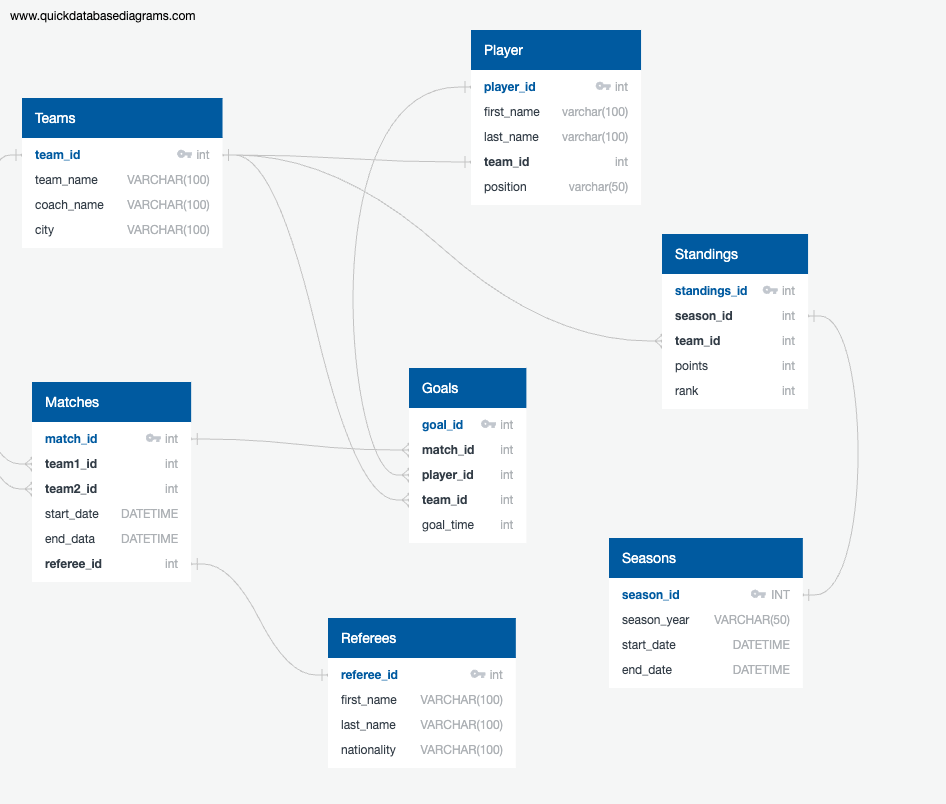 www.quickdatabasediagrams.com
Player
player_id int
first_name varchar(100)
last_name varchar(100)
team_id int
position varchar(50)
Teams
team_id int
team_name VARCHAR(100)
coach_name VARCHAR(100)
city VARCHAR(100)
Standings
standings_id int
season_id int
team_id int
points int
rank int
Goals
goal_id int
match_id int
player_id int
team_id int
goal_time int
Matches
match_id int
team1_id int
team2_id int
start_date DATETIME
end_data DATETIME
referee_id int
Seasons
season_id INT
season_year VARCHAR(50)
start_date DATETIME
end_date DATETIME
Referees
referee_id int
first_name VARCHAR(100)
last_name VARCHAR(100)
nationality VARCHAR(100)